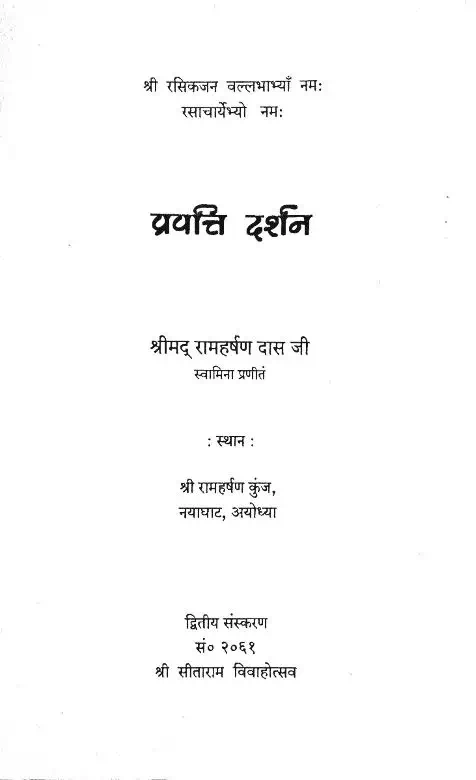 श्री रसिकजन वल्लभाभ्याँ नमः
रसाचार्येभ्यो नमः
प्रवत्ति दर्शन
श्रीमद् रामहर्षण दास जी
स्वामिना प्रणीतं
: स्थान :
श्री रामहर्षण कुंज,
नयाघाट, अयोध्या
द्वितीय संस्करण
सं० २०६१
श्री सीताराम विवाहोत्सव